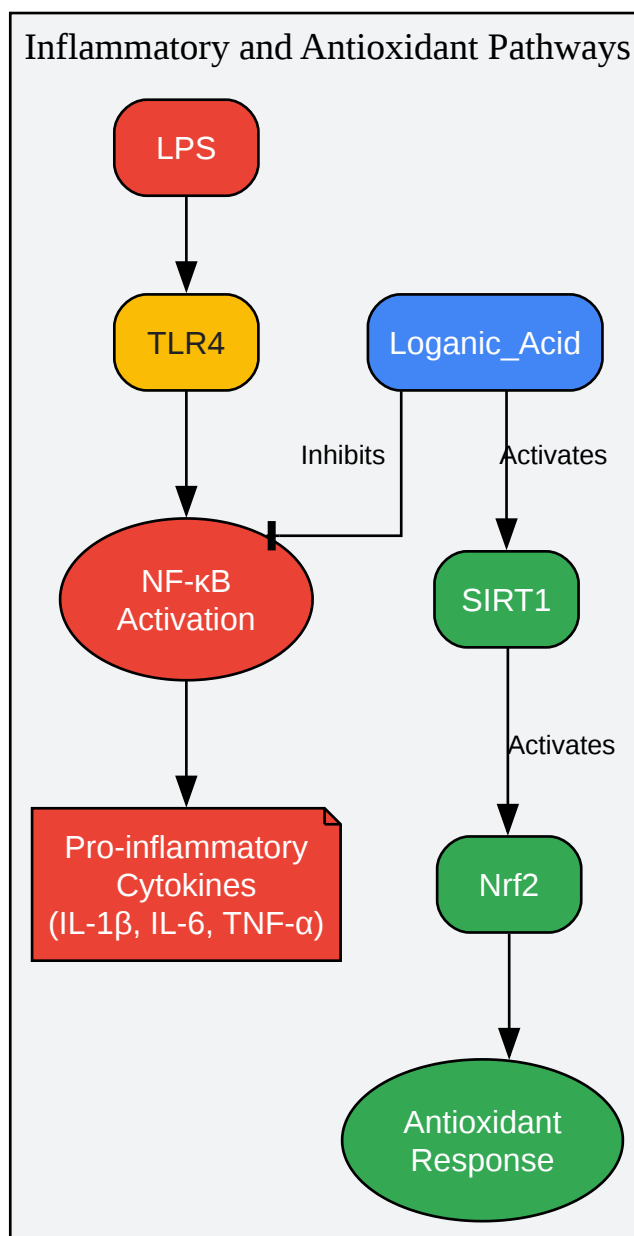 Inflammatory and Antioxidant Pathways
LPS
TLR4
Loganic_Acid
Inhibits
Activates
NF-κB
Activation
SIRT1
Activates
Pro-inflammatory
Cytokines
(IL-1β, IL-6, TNF-α)
Nrf2
Antioxidant
Response